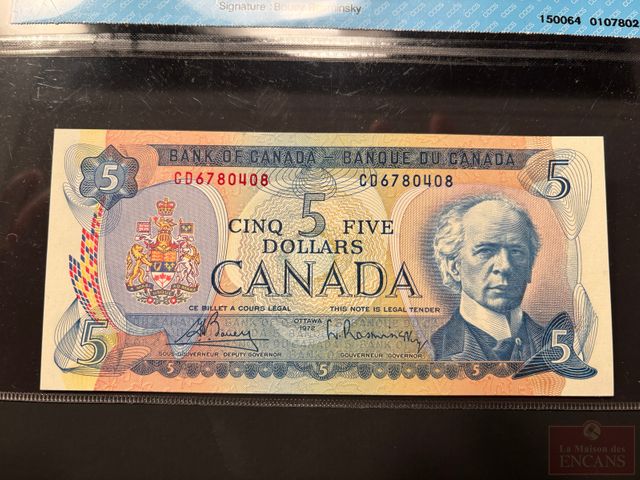 Signature : Bouey Rasminsky
150064 0107802
BANK OF CANADA – BANQUE DU CANADA
5 5
CD6780408 CD6780408
CINQ 5 FIVE
DOLLARS
CANADA
CE BILLET A COURS LÉGAL THIS NOTE IS LEGAL TENDER
OTTAWA
1972
SOUS-GOUVERNEUR DEPUTY GOVERNOR GOUVERNEUR GOVERNOR
5 5
5 5 5
La Maison des
ENCANS